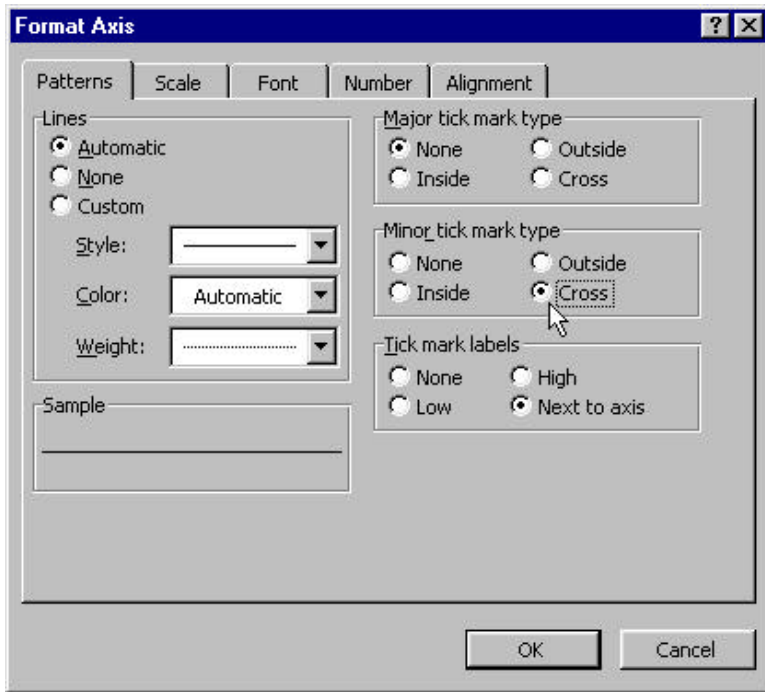 Format Axis
Patterns Scale Font Number Alignment
Lines
Automatic
None
Custom
Style:
Color: Automatic
Weight:
Sample
Major tick mark type
None Outside
Inside Cross
Minor tick mark type
None Outside
Inside Cross
Tick mark labels
None High
Low Next to axis
OK Cancel